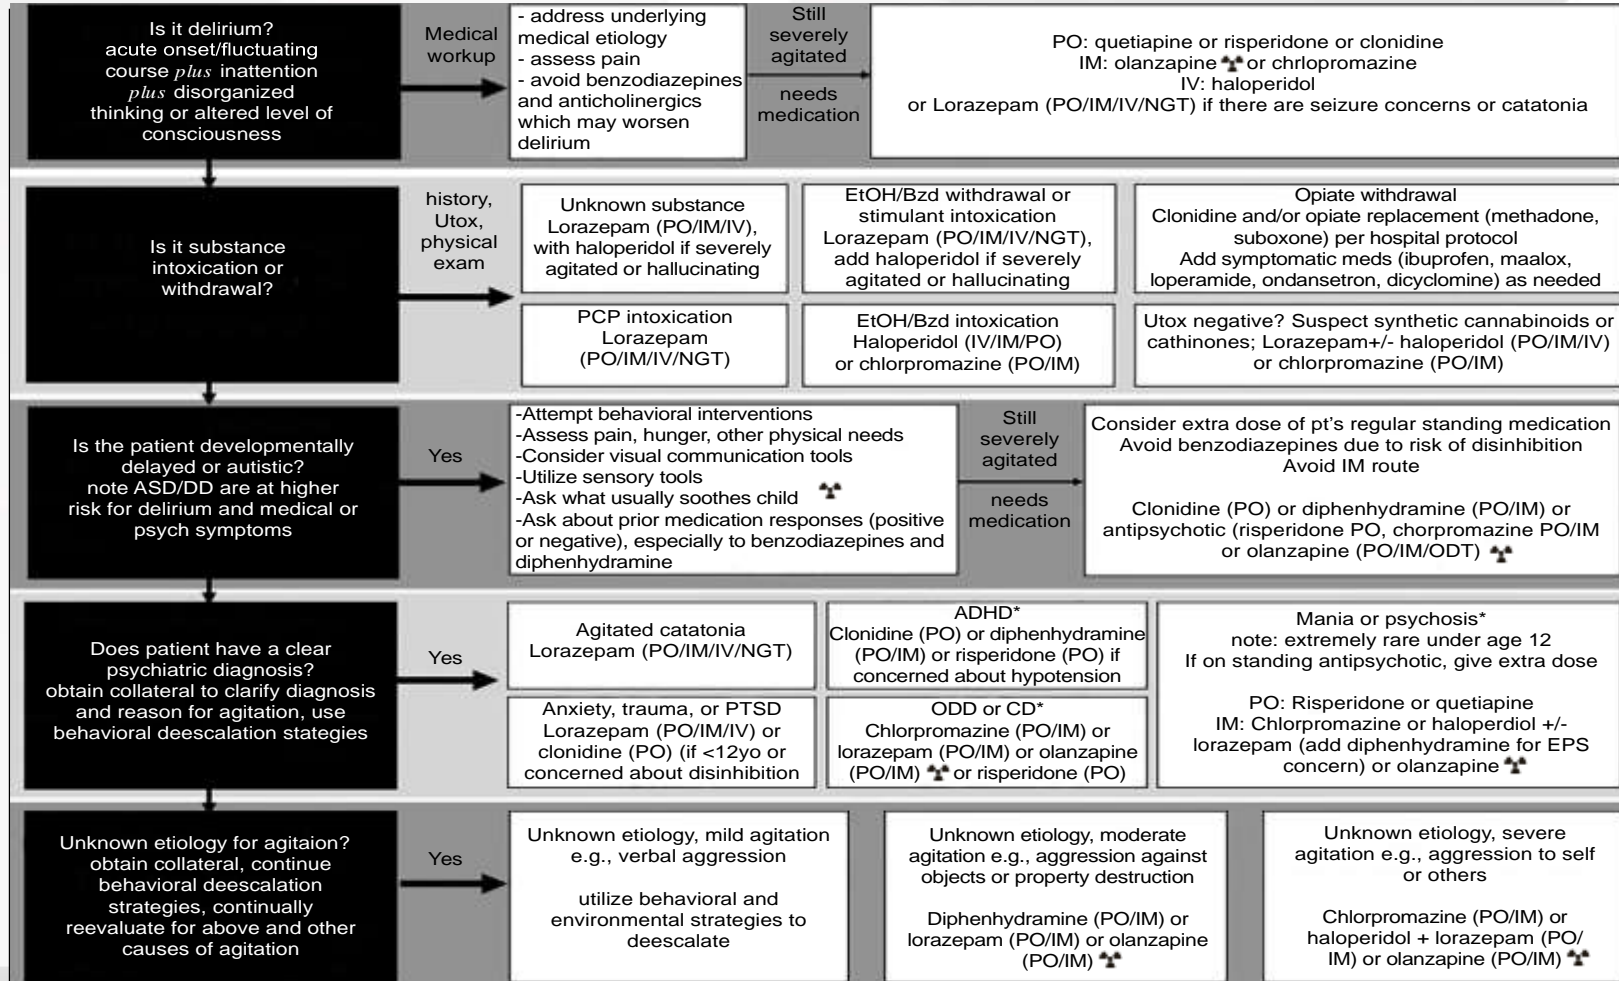 Is it delirium?
acute onset/fluctuating
course plus inattention
plus disorganized
thinking or altered level of
consciousness
Medical
workup
- address underlying
medical etiology
- assess pain
- avoid benzodiazepines
and anticholinergics
which may worsen
delirium
Still
severely
agitated
needs
medication
PO: quetiapine or risperidone or clonidine
IM: olanzapine or chrlopromazine
IV: haloperidol
or Lorazepam (PO/IM/IV/NGT) if there are seizure concerns or catatonia
Is it substance
intoxication or
withdrawal?
history,
Utox,
physical
exam
Unknown substance
Lorazepam (PO/IM/IV),
with haloperidol if severely
agitated or hallucinating
EtOH/Bzd withdrawal or
stimulant intoxication
Lorazepam (PO/IM/IV/NGT),
add haloperidol if severely
agitated or hallucinating
Opiate withdrawal
Clonidine and/or opiate replacement (methadone,
suboxone) per hospital protocol
Add symptomatic meds (ibuprofen, maalox,
loperamide, ondansetron, dicyclomine) as needed
PCP intoxication
Lorazepam
(PO/IM/IV/NGT)
EtOH/Bzd intoxication
Haloperidol (IV/IM/PO)
or chlorpromazine (PO/IM)
Utox negative? Suspect synthetic cannabinoids or
cathinones; Lorazepam+/- haloperidol (PO/IM/IV)
or chlorpromazine (PO/IM)
Is the patient developmentally
delayed or autistic?
note ASD/DD are at higher
risk for delirium and medical or
psych symptoms
Yes
-Attempt behavioral interventions
-Assess pain, hunger, other physical needs
-Consider visual communication tools
-Utilize sensory tools
-Ask what usually soothes child
-Ask about prior medication responses (positive
or negative), especially to benzodiazepines and
diphenhydramine
Still
severely
agitated
needs
medication
Consider extra dose of pt's regular standing medication
Avoid benzodiazepines due to risk of disinhibition
Avoid IM route
Clonidine (PO) or diphenhydramine (PO/IM) or
antipsychotic (risperidone PO, chorpromazine PO/IM
or olanzapine (PO/IM/ODT)
Does patient have a clear
psychiatric diagnosis?
obtain collateral to clarify diagnosis
and reason for agitation, use
behavioral deescalation stategies
Yes
Agitated catatonia
Lorazepam (PO/IM/IV/NGT)
ADHD*
Clonidine (PO) or diphenhydramine
(PO/IM) or risperidone (PO) if
concerned about hypotension
Mania or psychosis*
note: extremely rare under age 12
If on standing antipsychotic, give extra dose
PO: Risperidone or quetiapine
IM: Chlorpromazine or haloperdiol +/-
lorazepam (add diphenhydramine for EPS
concern) or olanzapine
Anxiety, trauma, or PTSD
Lorazepam (PO/IM/IV) or
clonidine (PO) (if <12yo or
concerned about disinhibition
ODD or CD*
Chlorpromazine (PO/IM) or
lorazepam (PO/IM) or olanzapine
(PO/IM) or risperidone (PO)
Unknown etiology for agitaion?
obtain collateral, continue
behavioral deescalation
strategies, continually
reevaluate for above and other
causes of agitation
Yes
Unknown etiology, mild agitation
e.g., verbal aggression
utilize behavioral and
environmental strategies to
deescalate
Unknown etiology, moderate
agitation e.g., aggression against
objects or property destruction
Diphenhydramine (PO/IM) or
lorazepam (PO/IM) or olanzapine
(PO/IM)
Unknown etiology, severe
agitation e.g., aggression to self
or others
Chlorpromazine (PO/IM) or
haloperidol + lorazepam (PO/
IM) or olanzapine (PO/IM)